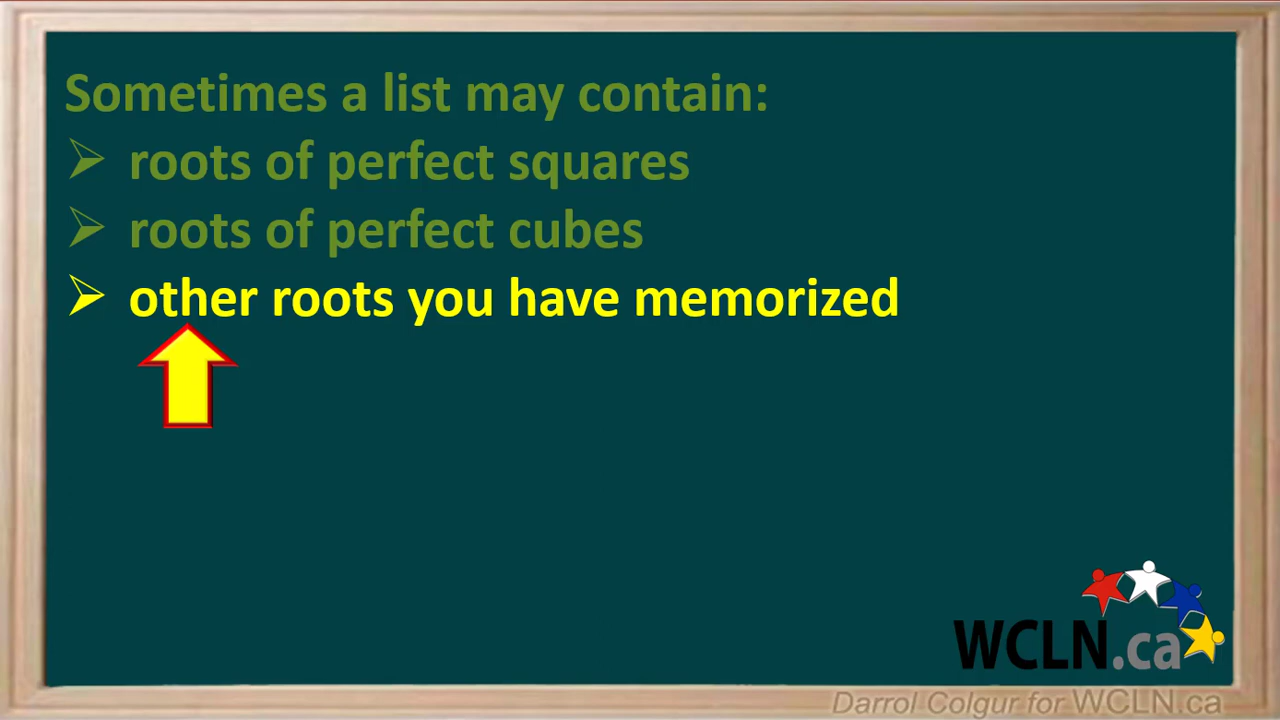 Sometimes a list may contain:
➢ roots of perfect squares
➢ roots of perfect cubes
➢ other roots you have memorized
WCLN.ca
Darrol Colgur for WCLN.ca